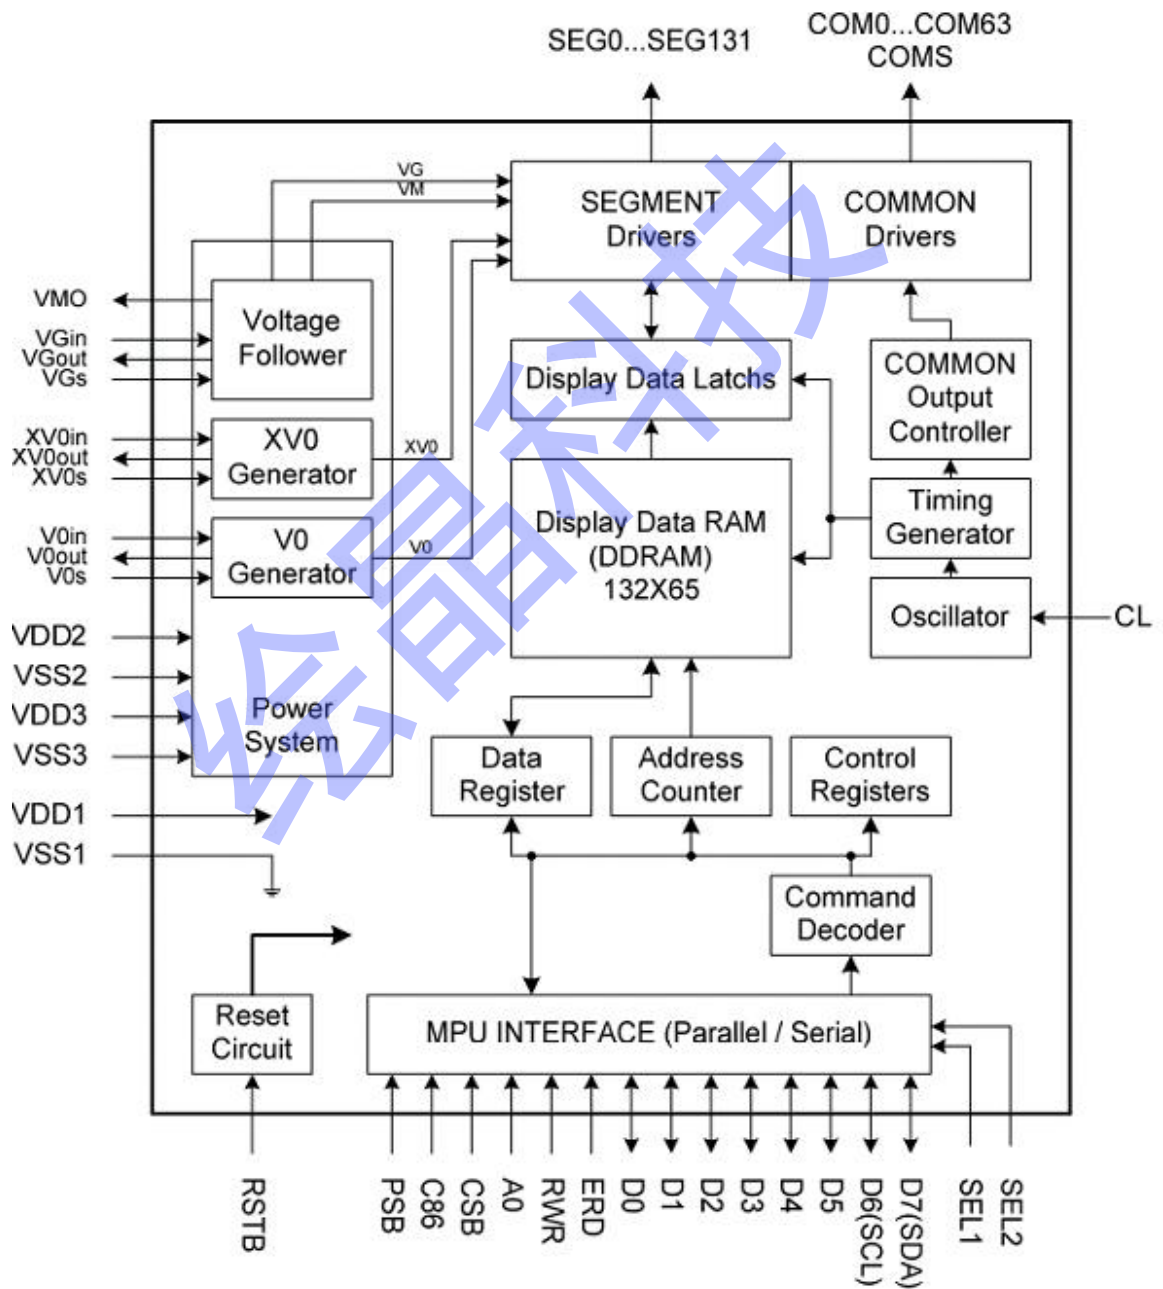 SEG0...SEG131
COM0...COM63
COMS
VG
VM
SEGMENT
Drivers
COMMON
Drivers
VMO
VGin
VGout
VGs
Voltage
Follower
Display Data Latchs
COMMON
Output
Controller
XV0in
XV0out
XV0s
XV0
Generator
XV0
V0in
V0out
V0s
V0
Generator
V0
Display Data RAM
(DDRAM)
132X65
Timing
Generator
Oscillator
CL
VDD2
VSS2
VDD3
VSS3
Power
System
VDD1
VSS1
Data
Register
Address
Counter
Control
Registers
Command
Decoder
Reset
Circuit
MPU INTERFACE (Parallel / Serial)
RSTB
PSB
C86
CSB
A0
RWR
ERD
D0
D1
D2
D3
D4
D5
D6(SCL)
D7(SDA)
SEL1
SEL2
绘晶科技